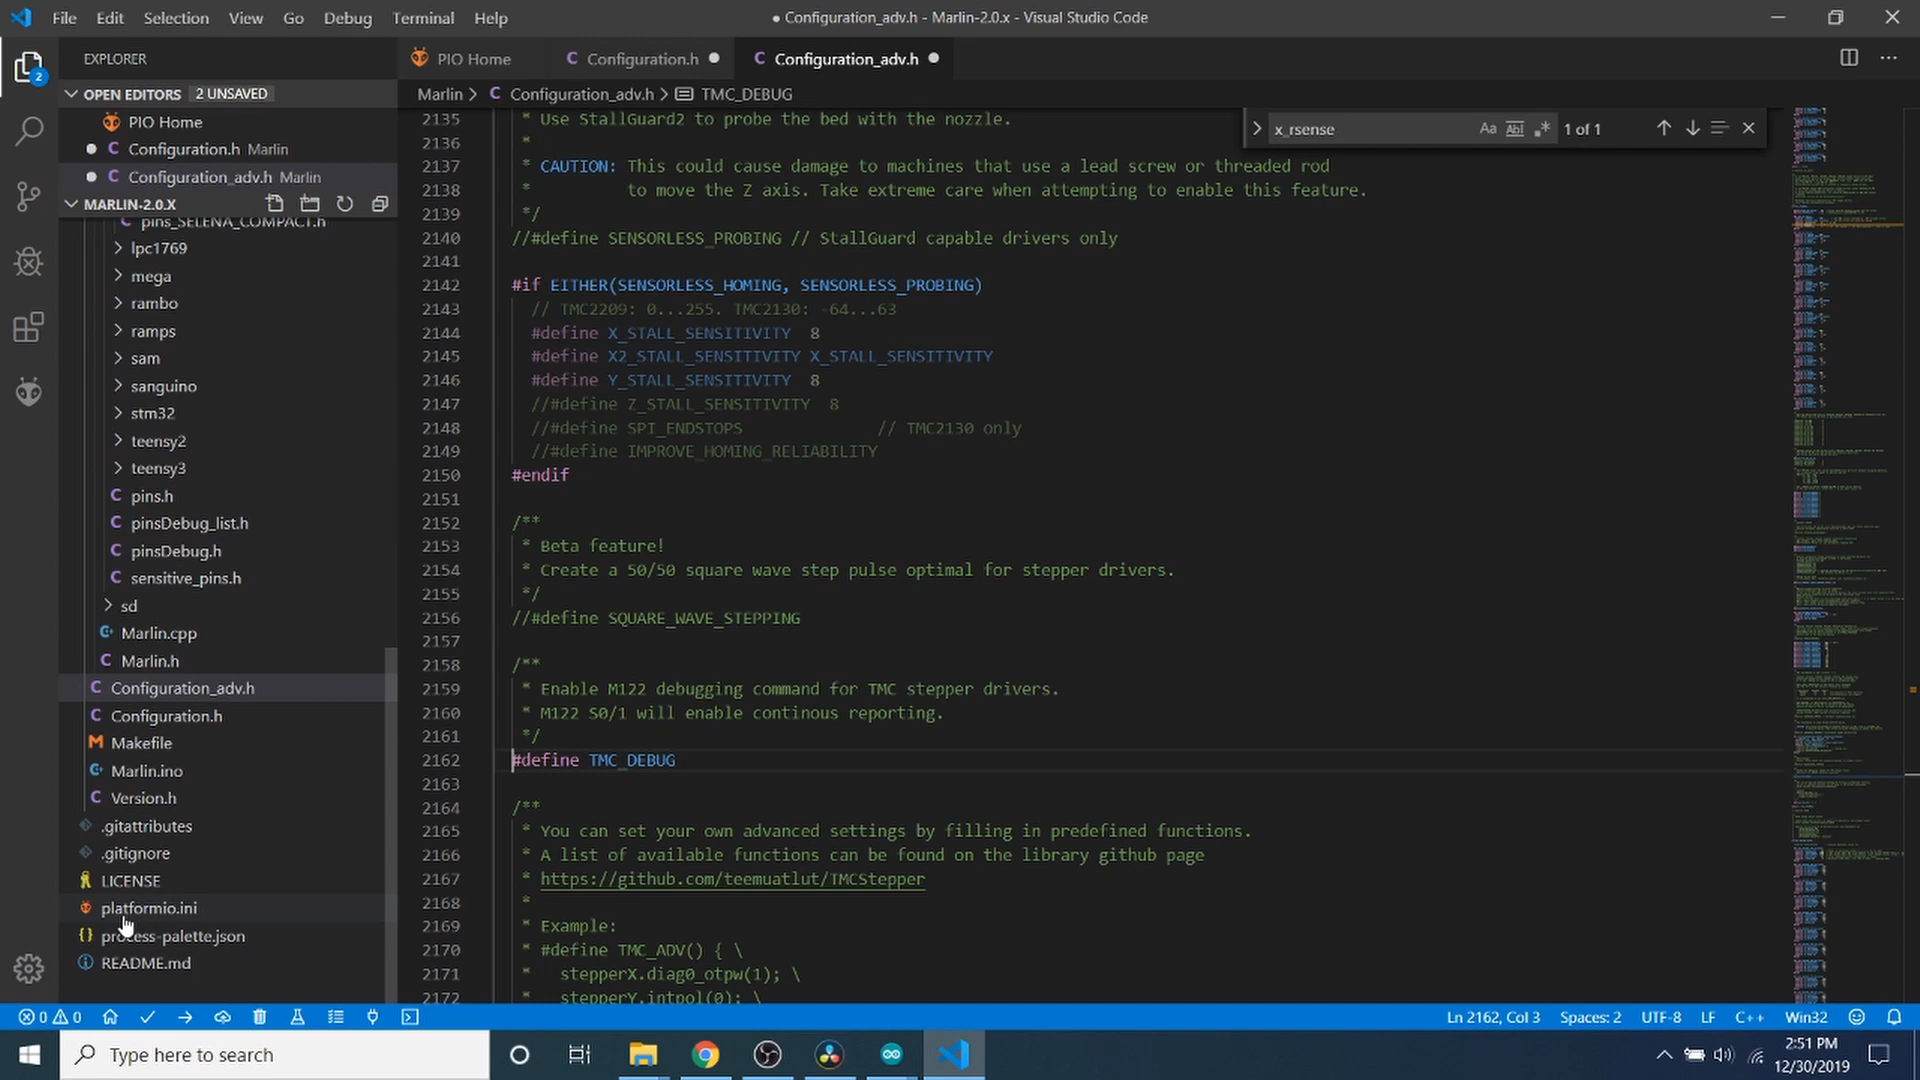 File Edit Selection View Go Debug Terminal Help
● Configuration_adv.h - Marlin-2.0.x - Visual Studio Code
EXPLORER
PIO Home
Configuration.h
Configuration_adv.h
OPEN EDITORS 2 UNSAVED
Marlin > Configuration_adv.h > TMC_DEBUG
PIO Home
Configuration.h Marlin
Configuration_adv.h Marlin
MARLIN-2.0.X
x_rsense
Aa Abl .* 1 of 1
pins_SELENA_COMPACT.h
lpc1769
mega
rambo
ramps
sam
sanguino
stm32
teensy2
teensy3
pins.h
pinsDebug_list.h
pinsDebug.h
sensitive_pins.h
sd
Marlin.cpp
Marlin.h
Configuration_adv.h
Configuration.h
Makefile
Marlin.ino
Version.h
.gitattributes
.gitignore
LICENSE
platformio.ini
process-palette.json
README.md
2
2135 * Use StallGuard2 to probe the bed with the nozzle.
2136 *
2137 * CAUTION: This could cause damage to machines that use a lead screw or threaded rod
2138 * to move the Z axis. Take extreme care when attempting to enable this feature.
2139 */
2140 //#define SENSORLESS_PROBING // StallGuard capable drivers only
2141
2142 #if EITHER(SENSORLESS_HOMING, SENSORLESS_PROBING)
2143 // TMC2209: 0...255. TMC2130: -64...63
2144 #define X_STALL_SENSITIVITY 8
2145 #define X2_STALL_SENSITIVITY X_STALL_SENSITIVITY
2146 #define Y_STALL_SENSITIVITY 8
2147 //#define Z_STALL_SENSITIVITY 8
2148 //#define SPI_ENDSTOPS // TMC2130 only
2149 //#define IMPROVE_HOMING_RELIABILITY
2150 #endif
2151
2152 /**
2153 * Beta feature!
2154 * Create a 50/50 square wave step pulse optimal for stepper drivers.
2155 */
2156 //#define SQUARE_WAVE_STEPPING
2157
2158 /**
2159 * Enable M122 debugging command for TMC stepper drivers.
2160 * M122 S0/1 will enable continous reporting.
2161 */
2162 #define TMC_DEBUG
2163
2164 /**
2165 * You can set your own advanced settings by filling in predefined functions.
2166 * A list of available functions can be found on the library github page
2167 * https://github.com/teemuatlut/TMCStepper
2168 *
2169 * Example:
2170 * #define TMC_ADV() { \
2171 * stepperX.diag0_otpw(1); \
2172 * stepperY.intpol(0); \
0 0
Ln 2162, Col 3 Spaces: 2 UTF-8 LF C++ Win32
Type here to search
2:51 PM
12/30/2019